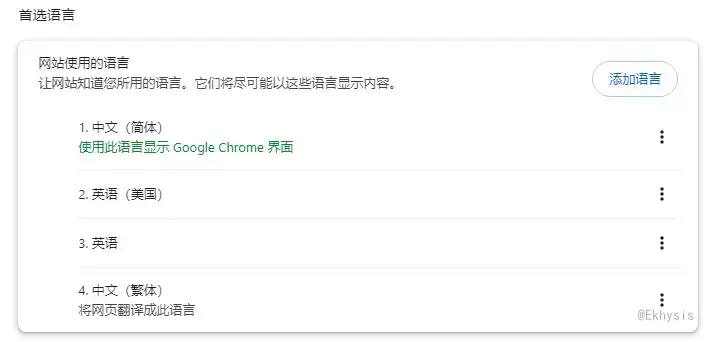 首选语言
网站使用的语言
让网站知道您所用的语言。它们将尽可能以这些语言显示内容。
添加语言
1. 中文（简体）
使用此语言显示 Google Chrome 界面
2. 英语（美国）
3. 英语
4. 中文（繁体）
将网页翻译成此语言
@Ekhysis